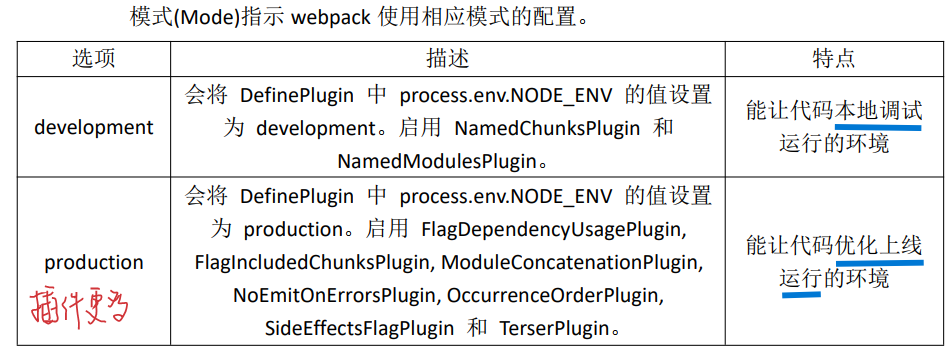 模式(Mode)指示 webpack 使用相应模式的配置。
选项 描述 特点
development
会将 DefinePlugin 中 process.env.NODE_ENV 的值设置
为 development。启用 NamedChunksPlugin 和
NamedModulesPlugin。
能让代码本地调试
运行的环境
production
插件更多
会将 DefinePlugin 中 process.env.NODE_ENV 的值设置
为 production。启用 FlagDependencyUsagePlugin,
FlagIncludedChunksPlugin, ModuleConcatenationPlugin,
NoEmitOnErrorsPlugin, OccurrenceOrderPlugin,
SideEffectsFlagPlugin 和 TerserPlugin。
能让代码优化上线
运行的环境